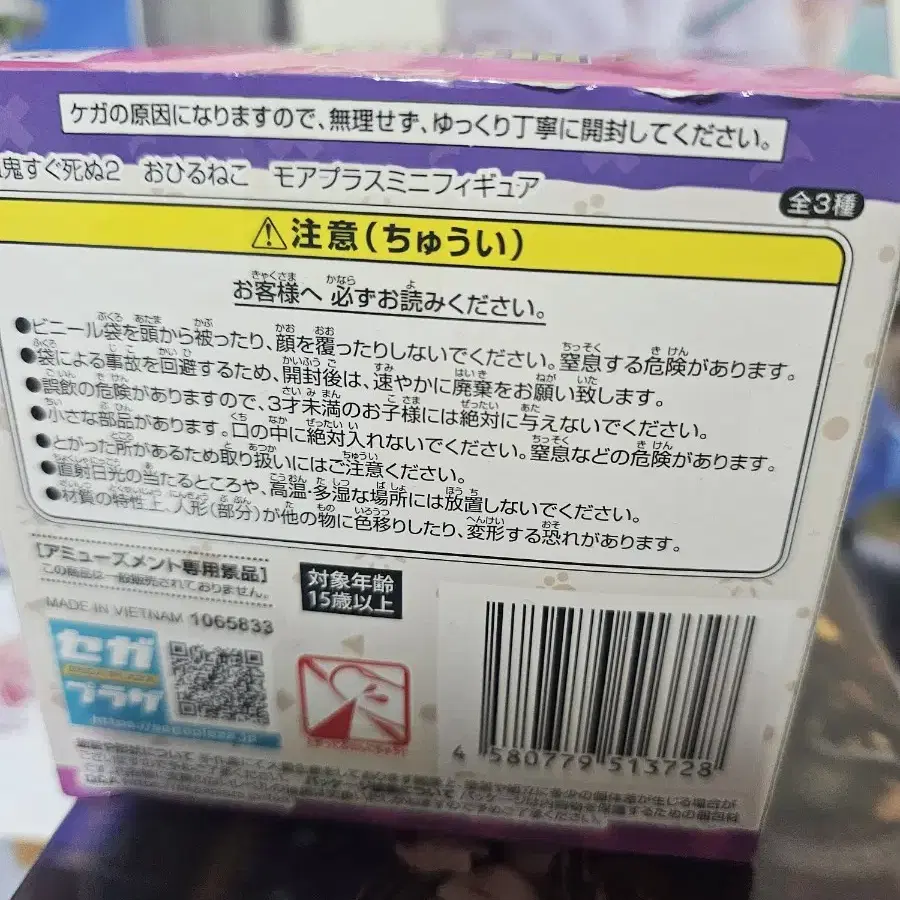 ケガの原因になりますので、無理せず、ゆっくり丁寧に開封してください。
鬼すぐ死ぬ2 おひるねこ モアプラスミニフィギュア
全3種
⚠注意(ちゅうい)
お客様へ 必ずお読みください。
●ビニール袋を頭から被ったり、顔を覆ったりしないでください。窒息する危険があります。
●袋による事故を回避するため、開封後は、速やかに廃棄をお願い致します。
●誤飲の危険がありますので、3才未満のお子様には絶対に与えないでください。
●小さな部品があります。口の中に絶対入れないでください。窒息などの危険があります。
●とがった所があるため取り扱いにはご注意ください。
●直射日光の当たるところや、高温・多湿な場所には放置しないでください。
●材質の特性上、人形(部分)が他の物に色移りしたり、変形する恐れがあります。
[アミューズメント専用景品]
この商品は一般販売されておりません。
対象年齢
15歳以上
MADE IN VIETNAM 1065833
セガ
プラザ
https://segaplaza.jp
4 580779 513728